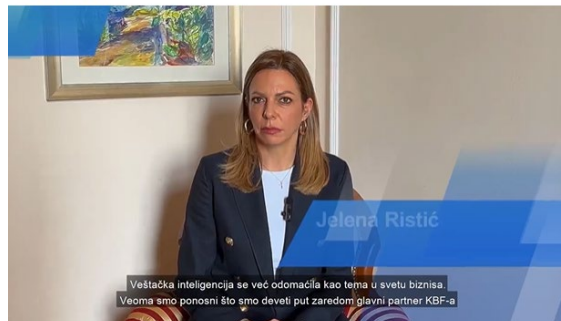 Jelena Ristić
Veštačka inteligencija se već odomaćila kao tema u svetu biznisa.
Veoma smo ponosni što smo deveti put zaredom glavni partner KBF-a